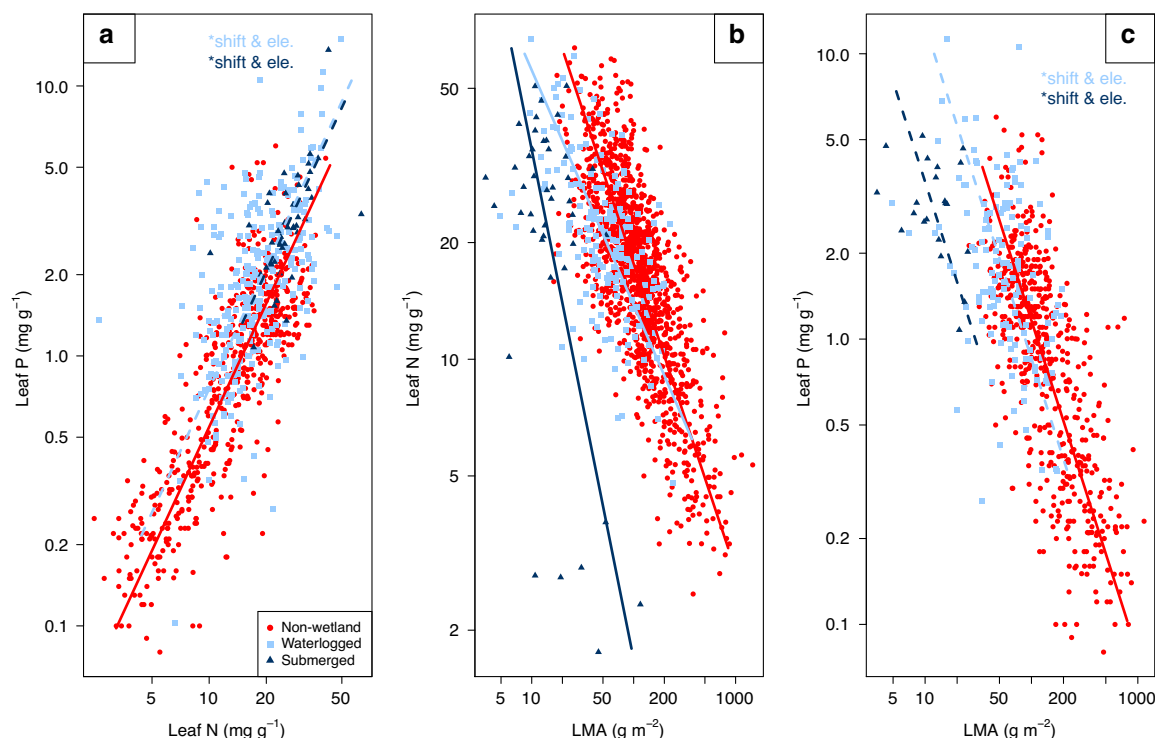 a
*shift & ele.
*shift & ele.
10.0
5.0
2.0
1.0
0.5
0.2
0.1
Leaf P (mg g⁻¹)
Non-wetland
Waterlogged
Submerged
5 10 20 50
Leaf N (mg g⁻¹)
b
50
20
10
5
2
Leaf N (mg g⁻¹)
5 10 50 200 1000
LMA (g m⁻²)
c
*shift & ele.
*shift & ele.
10.0
5.0
2.0
1.0
0.5
0.2
0.1
Leaf P (mg g⁻¹)
5 10 50 200 1000
LMA (g m⁻²)